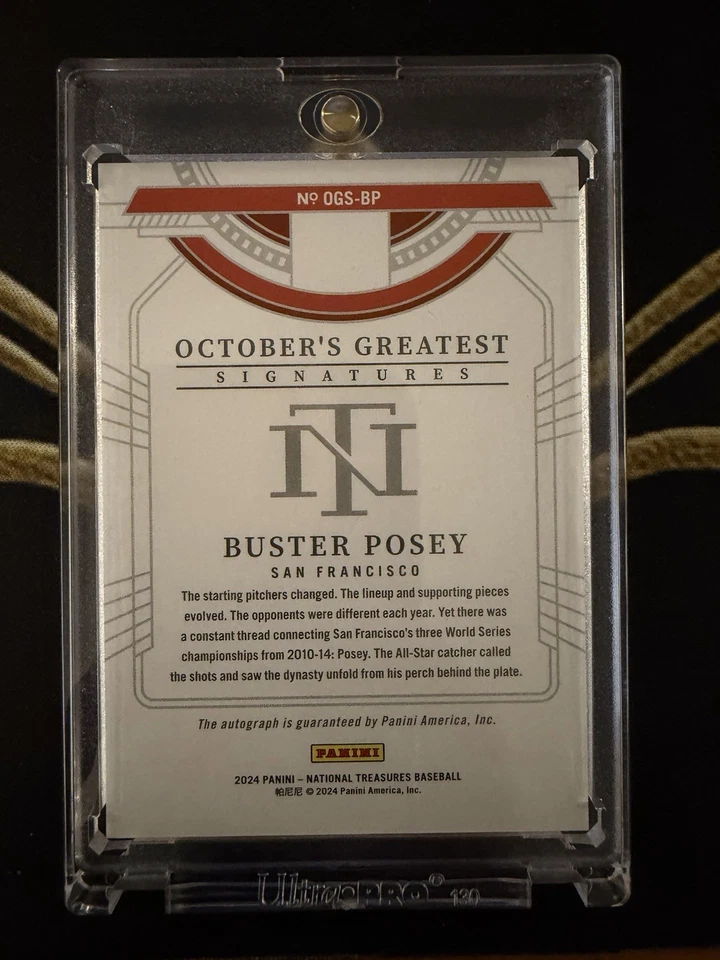 Nº OGS-BP
OCTOBER'S GREATEST
SIGNATURES
NT
BUSTER POSEY
SAN FRANCISCO
The starting pitchers changed. The lineup and supporting pieces
evolved. The opponents were different each year. Yet there was
a constant thread connecting San Francisco's three World Series
championships from 2010-14: Posey. The All-Star catcher called
the shots and saw the dynasty unfold from his perch behind the plate.
The autograph is guaranteed by Panini America, Inc.
PANINI
2024 PANINI – NATIONAL TREASURES BASEBALL
帕尼尼 © 2024 Panini America, Inc.
Ultra•PRO® 130